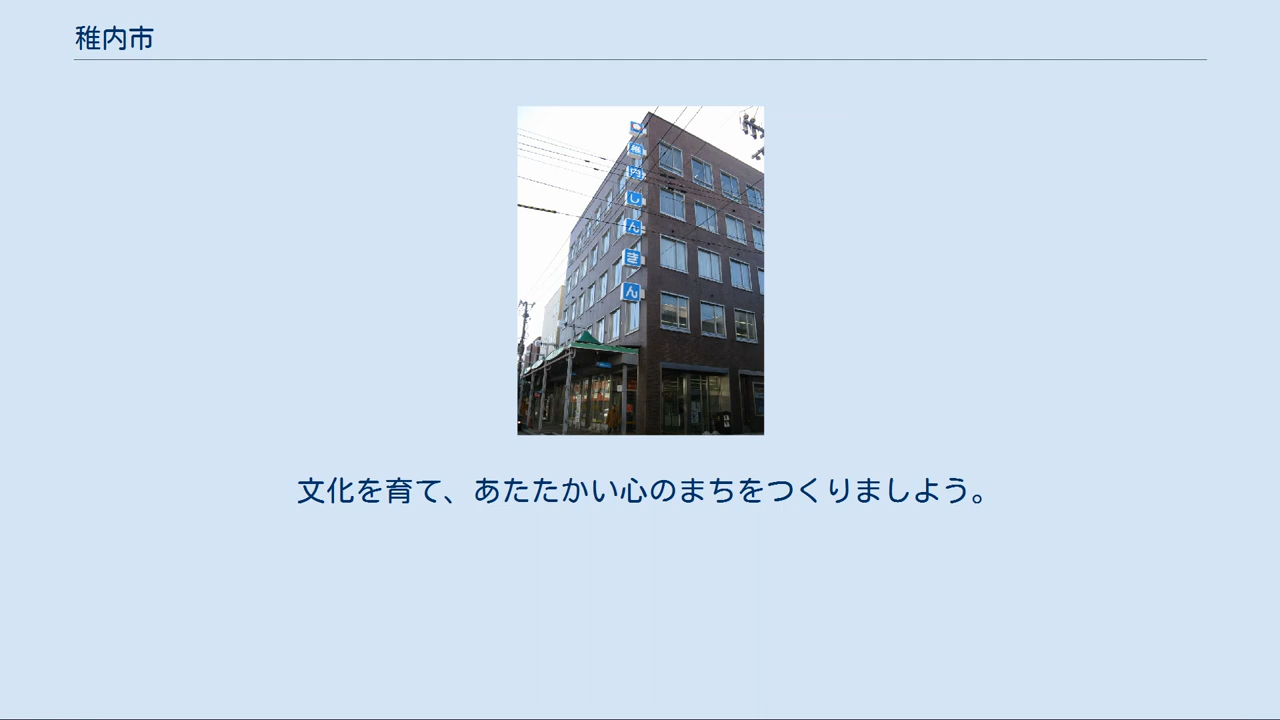 稚内市
稚内しんきん
文化を育て、あたたかい心のまちをつくりましよう。